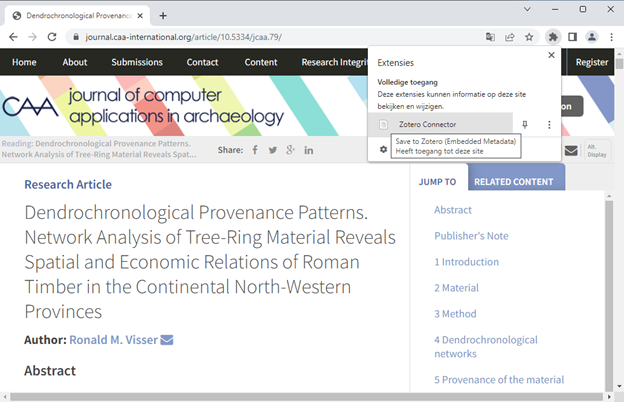 Dendrochronological Provenance
journal.caa-international.org/article/10.5334/jcaa.79/
Home About Submissions Contact Content Research Integrit Register
Extensies
Volledige toegang
Deze extensies kunnen informatie op deze site
bekijken en wijzigen.
Zotero Connector
Save to Zotero (Embedded Metadata)
Heeft toegang tot deze site
CAA journal of computer
applications in archaeology
on
Reading: Dendrochronological Provenance Patterns.
Network Analysis of Tree-Ring Material Reveals Spat...
Share:
Alt.
Display
JUMP TO RELATED CONTENT
Research Article
Dendrochronological Provenance Patterns.
Network Analysis of Tree-Ring Material Reveals
Spatial and Economic Relations of Roman
Timber in the Continental North-Western
Provinces
Author: Ronald M. Visser
Abstract
Abstract
Publisher's Note
1 Introduction
2 Material
3 Method
4 Dendrochronological
networks
5 Provenance of the material